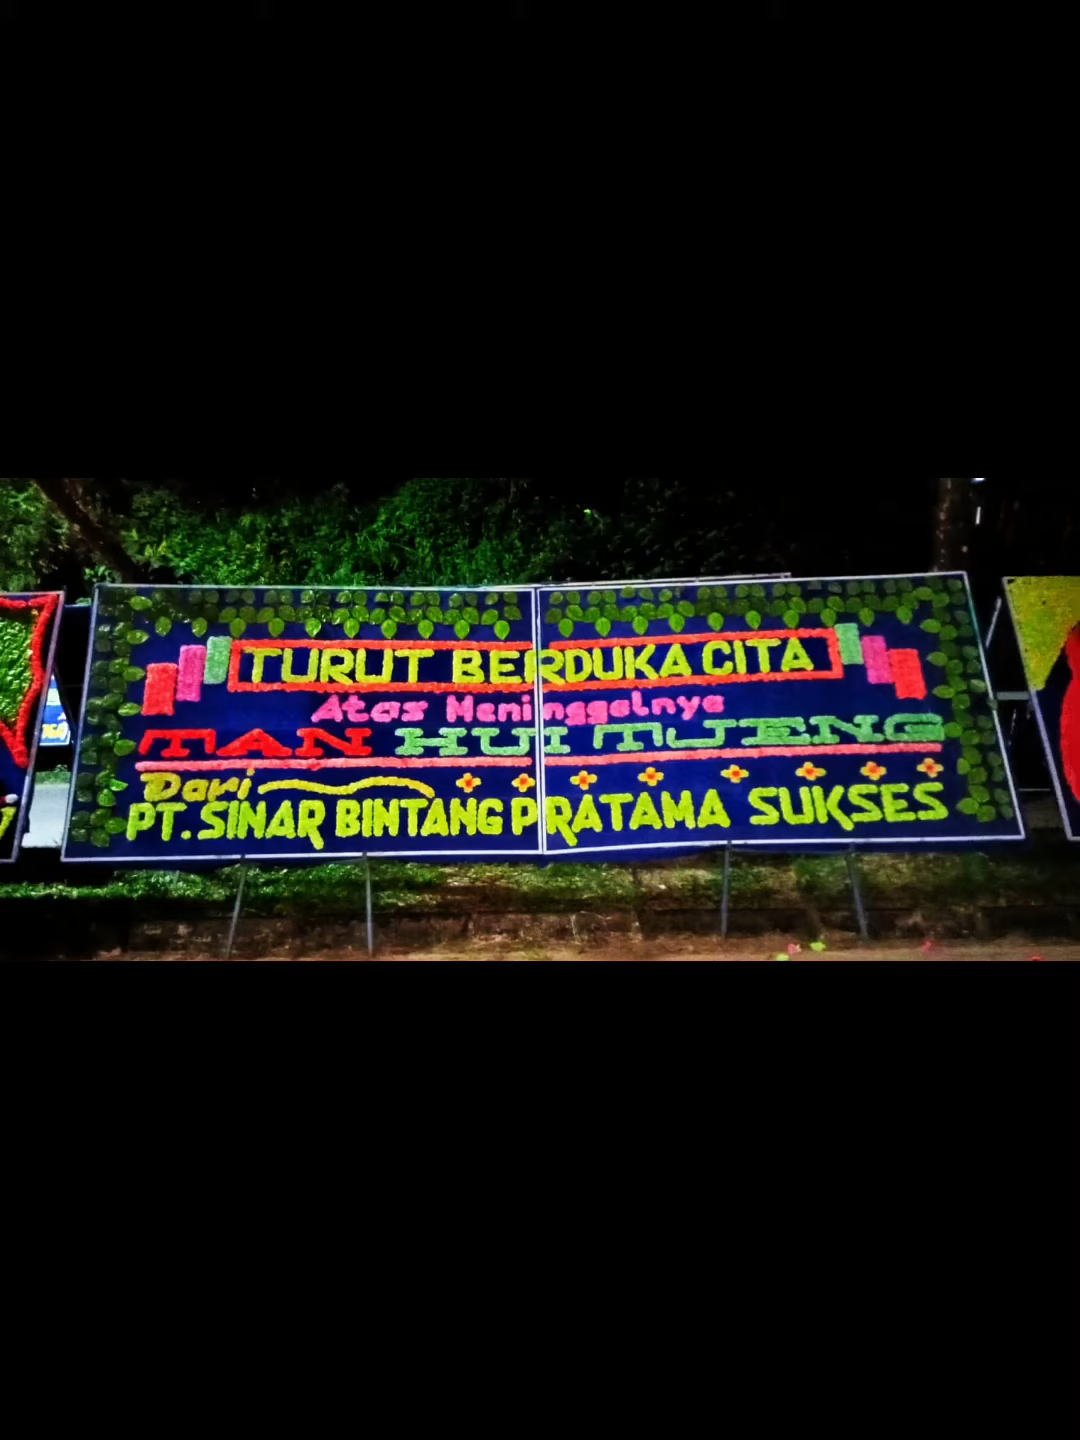 TURUT BERDUKA CITA
Atas Meninggalnya
TAN HUI TJENG
Dari
PT. SINAR BINTANG PRATAMA SUKSES